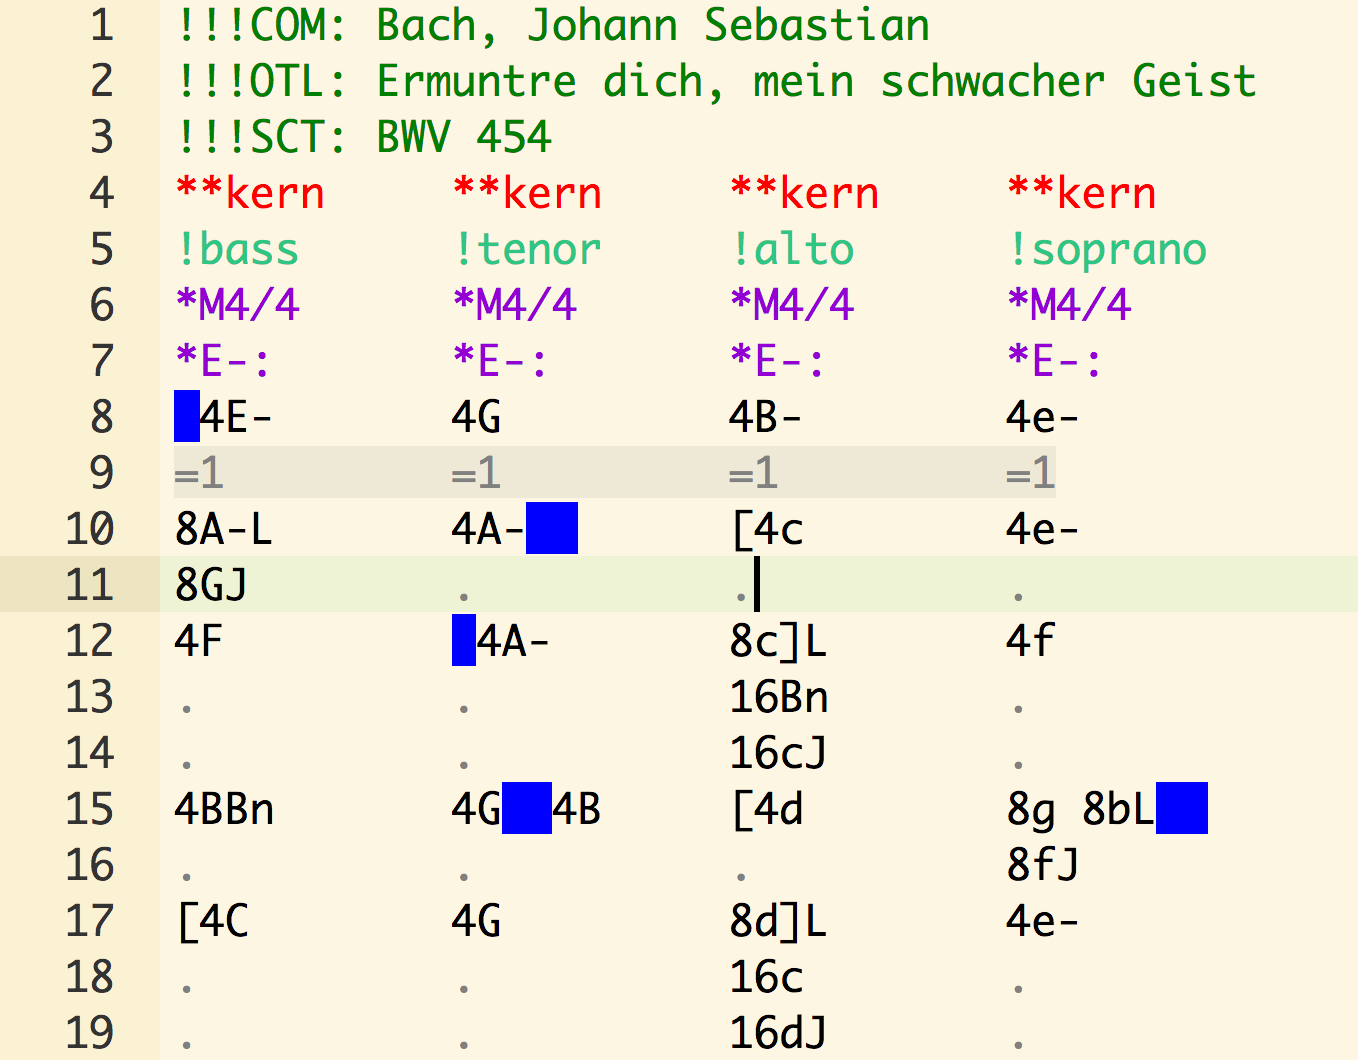 1 !!!COM: Bach, Johann Sebastian
2 !!!OTL: Ermuntre dich, mein schwacher Geist
3 !!!SCT: BWV 454
4 **kern **kern **kern **kern
5 !bass !tenor !alto !soprano
6 *M4/4 *M4/4 *M4/4 *M4/4
7 *E-: *E-: *E-: *E-:
8 4E- 4G 4B- 4e-
9 =1 =1 =1 =1
10 8A-L 4A- [4c 4e-
11 8GJ . . .
12 4F 4A- 8c]L 4f
13 . . 16Bn .
14 . . 16cJ .
15 4BBn 4G 4B [4d 8g 8bL
16 . . . 8fJ
17 [4C 4G 8d]L 4e-
18 . . 16c .
19 . . 16dJ .